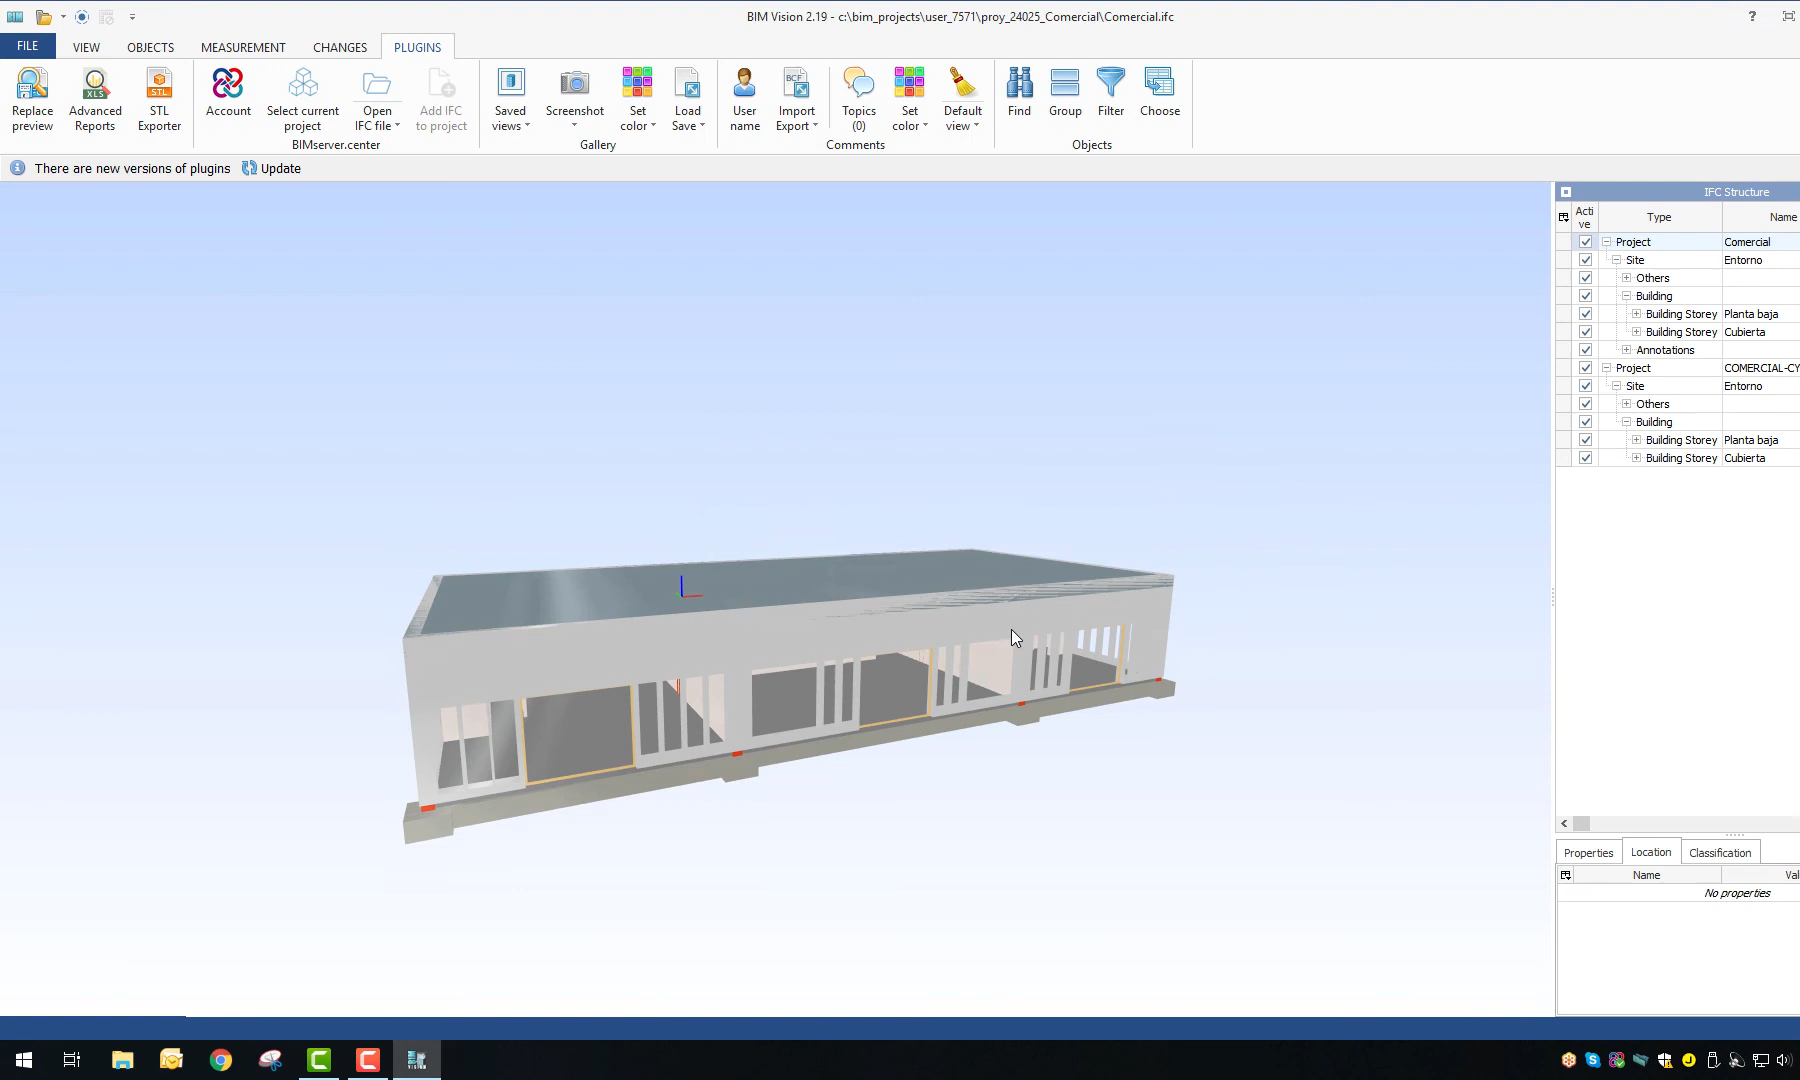 BIM Vision 2.19 - c:\bim_projects\user_7571\proy_24025_Comercial\Comercial.ifc
?
FILE VIEW OBJECTS MEASUREMENT CHANGES PLUGINS
Replace preview
Advanced Reports
STL Exporter
Account
Select current project
Open IFC file
Add IFC to project
BIMserver.center
Saved views
Screenshot
Set color
Load Save
Gallery
User name
Import Export
Topics (0)
Set color
Default view
Comments
Find
Group
Filter
Choose
Objects
XLS
STL
BCF
There are new versions of plugins Update
IFC Structure
Acti ve Type Name
Project Comercial
Site Entorno
Others
Building
Building Storey Planta baja
Building Storey Cubierta
Annotations
Project COMERCIAL-CY
Site Entorno
Others
Building
Building Storey Planta baja
Building Storey Cubierta
Properties Location Classification
Name Val
No properties